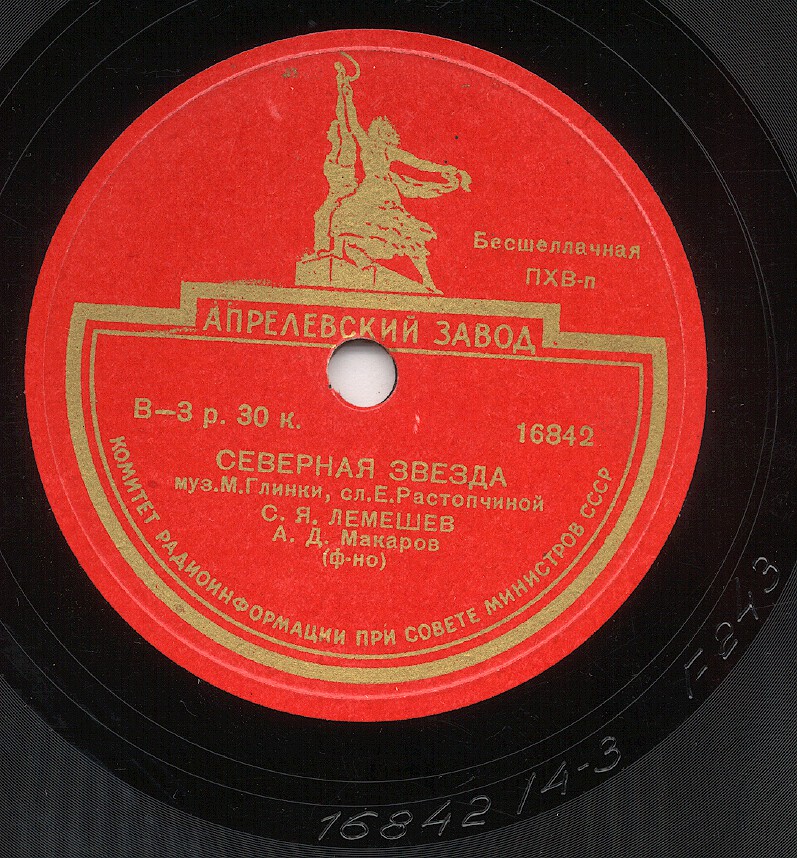 Бесшеллачная
ПХВ-п
АПРЕЛЕВСКИЙ ЗАВОД
В—3 р. 30 к.
16842
СЕВЕРНАЯ ЗВЕЗДА
муз.М.Глинки, сл.Е.Растопчиной
С. Я. ЛЕМЕШЕВ
А. Д. Макаров
(ф-но)
КОМИТЕТ РАДИОИНФОРМАЦИИ ПРИ СОВЕТЕ МИНИСТРОВ СССР
16842 /4-3
Г-243